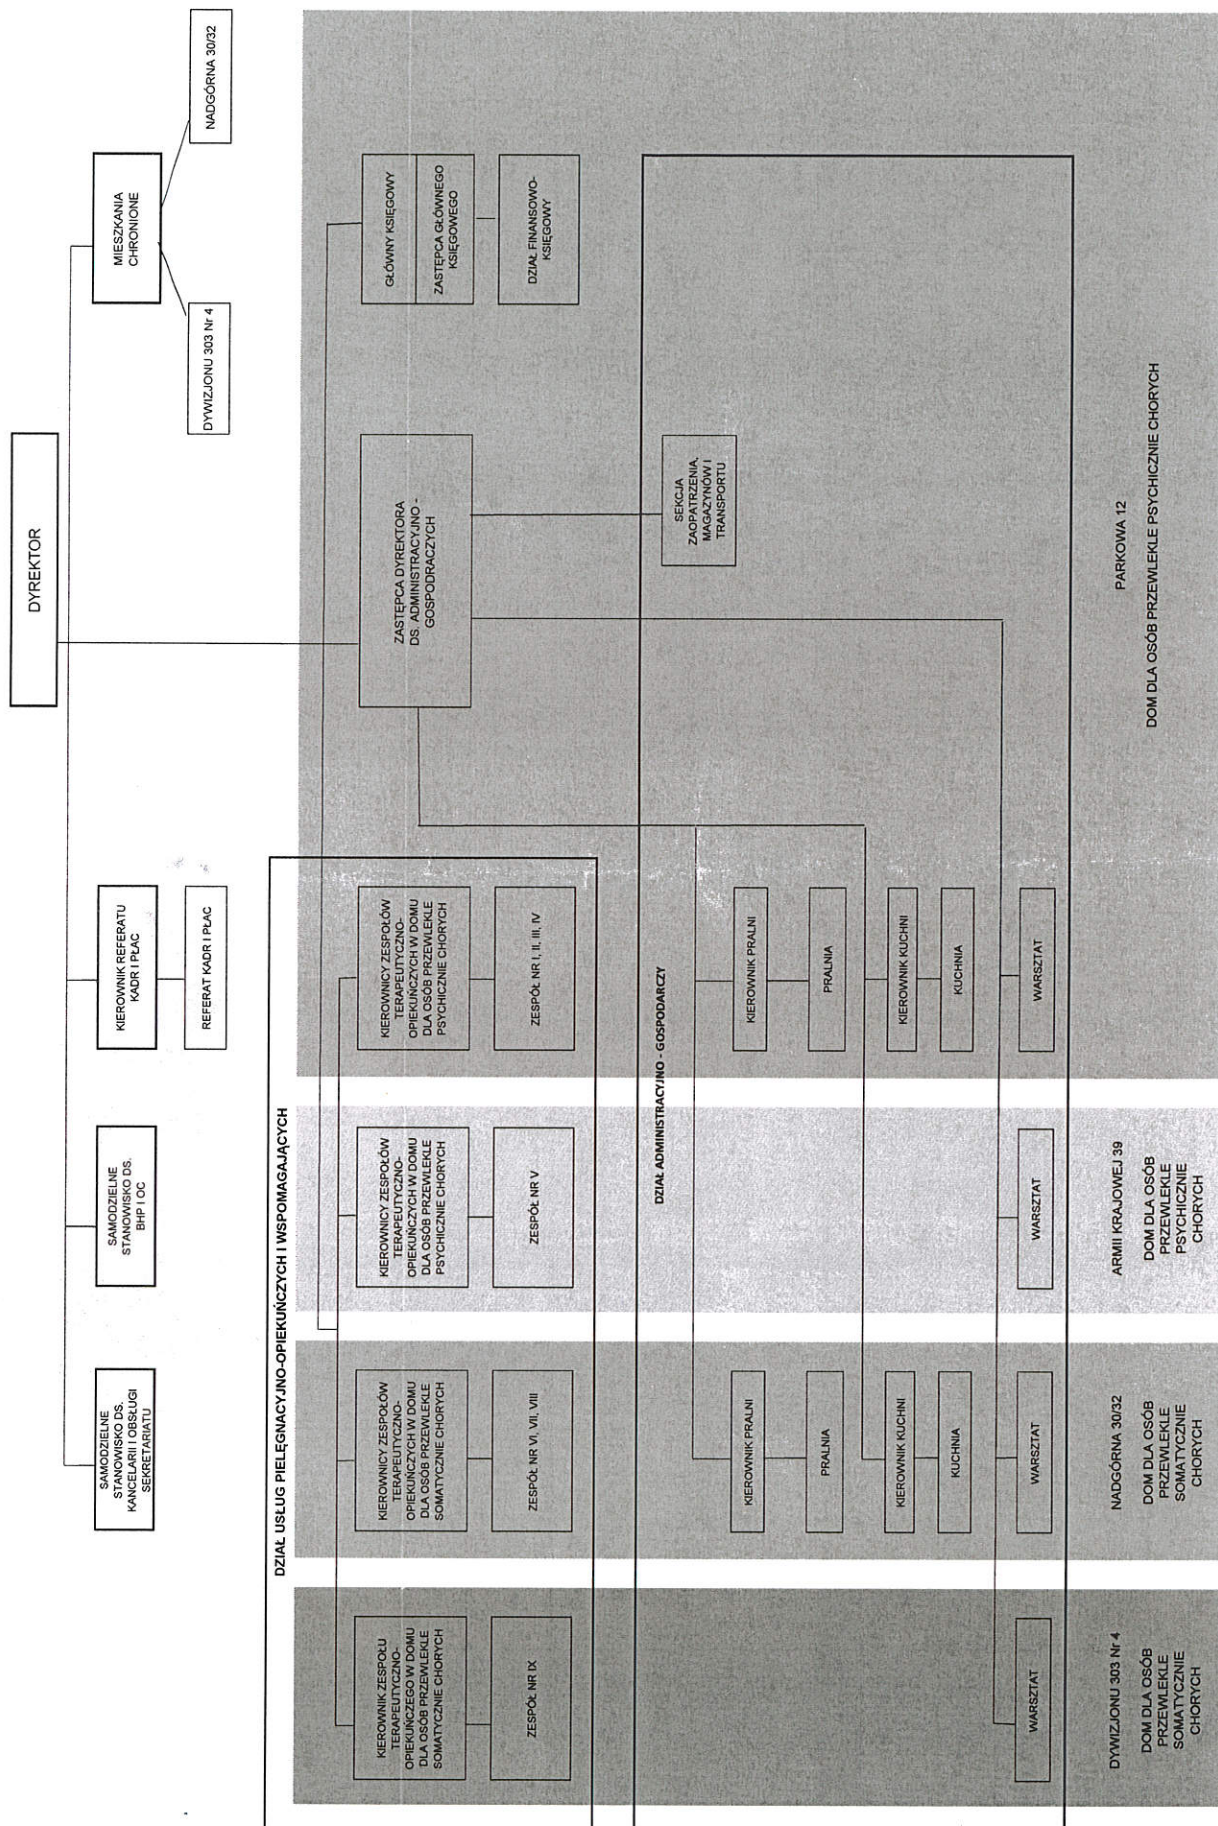 DYREKTOR
SAMODZIELNE
STANOWISKO DS.
KANCELARII I OBSŁUGI
SEKRETARIATU
SAMODZIELNE
STANOWISKO DS.
BHP I OC
KIEROWNIK REFERATU
KADR I PŁAC
REFERAT KADR I PŁAC
MIESZKANIA
CHRONIONE
DYWIZJONU 303 Nr 4
NADGÓRNA 30/32
DZIAŁ USŁUG PIELĘGNACYJNO-OPIEKUŃCZYCH I WSPOMAGAJĄCYCH
KIEROWNIK ZESPOŁU
TERAPEUTYCZNO-
OPIEKUŃCZEGO W DOMU
DLA OSÓB PRZEWLEKLE
SOMATYCZNIE CHORYCH
ZESPÓŁ NR IX
KIEROWNICY ZESPOŁÓW
TERAPEUTYCZNO-
OPIEKUŃCZYCH W DOMU
DLA OSÓB PRZEWLEKLE
SOMATYCZNIE CHORYCH
ZESPÓŁ NR VI, VII, VIII
KIEROWNICY ZESPOŁÓW
TERAPEUTYCZNO-
OPIEKUŃCZYCH W DOMU
DLA OSÓB PRZEWLEKLE
PSYCHICZNIE CHORYCH
ZESPÓŁ NR V
KIEROWNICY ZESPOŁÓW
TERAPEUTYCZNO-
OPIEKUŃCZYCH W DOMU
DLA OSÓB PRZEWLEKLE
PSYCHICZNIE CHORYCH
ZESPÓŁ NR I, II, III, IV
ZASTĘPCA DYREKTORA
DS. ADMINISTRACYJNO -
GOSPODRACZYCH
GŁÓWNY KSIĘGOWY
ZASTĘPCA GŁÓWNEGO
KSIĘGOWEGO
DZIAŁ FINANSOWO-
KSIĘGOWY
DZIAŁ ADMINISTRACYJNO - GOSPODARCZY
SEKCJA
ZAOPATRZENIA,
MAGAZYNÓW I
TRANSPORTU
KIEROWNIK PRALNI
PRALNIA
KIEROWNIK KUCHNI
KUCHNIA
WARSZTAT
KIEROWNIK PRALNI
PRALNIA
KIEROWNIK KUCHNI
KUCHNIA
WARSZTAT
WARSZTAT
WARSZTAT
DYWIZJONU 303 Nr 4
DOM DLA OSÓB
PRZEWLEKLE
SOMATYCZNIE
CHORYCH
NADGÓRNA 30/32
DOM DLA OSÓB
PRZEWLEKLE
SOMATYCZNIE
CHORYCH
ARMII KRAJOWEJ 39
DOM DLA OSÓB
PRZEWLEKLE
PSYCHICZNIE
CHORYCH
PARKOWA 12
DOM DLA OSÓB PRZEWLEKLE PSYCHICZNIE CHORYCH